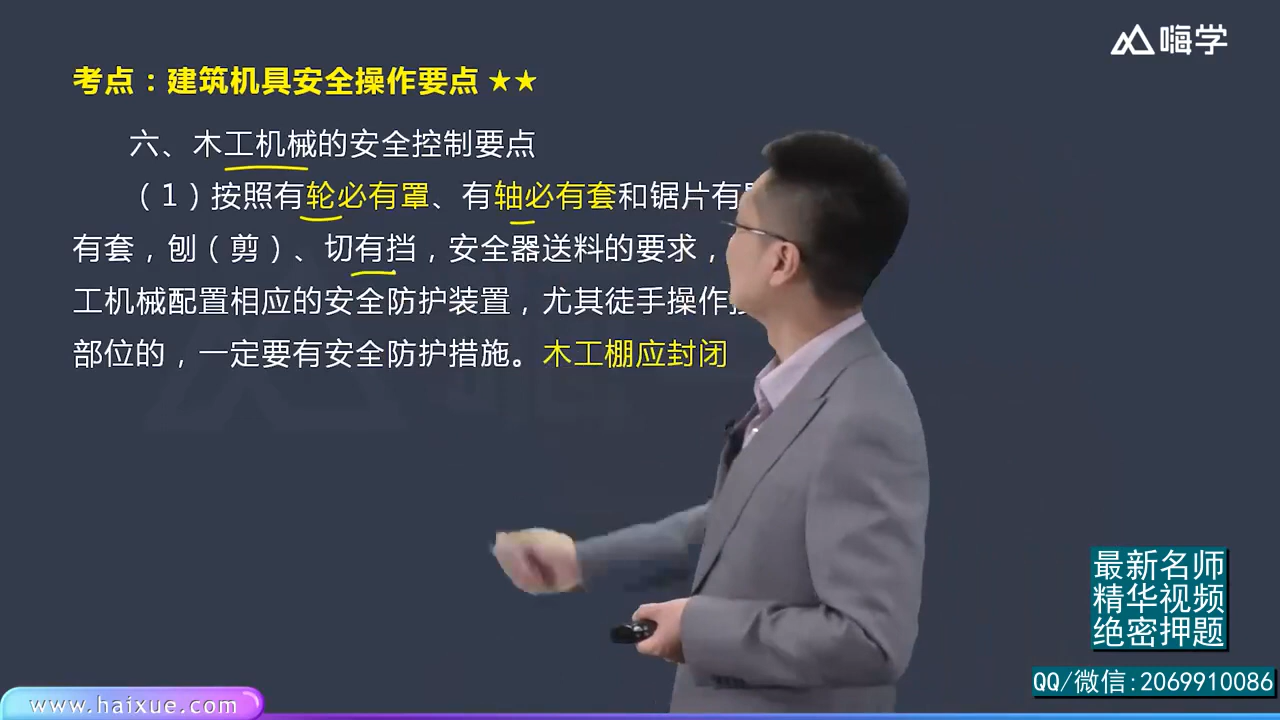 嗨学
考点：建筑机具安全操作要点 ★★
六、木工机械的安全控制要点
（1）按照有轮必有罩、有轴必有套和锯片有
有套，刨（剪）、切有挡，安全器送料的要求，
工机械配置相应的安全防护装置，尤其徒手操作
部位的，一定要有安全防护措施。木工棚应封闭
最新名师
精华视频
绝密押题
QQ/微信:2069910086
www.haixue.com